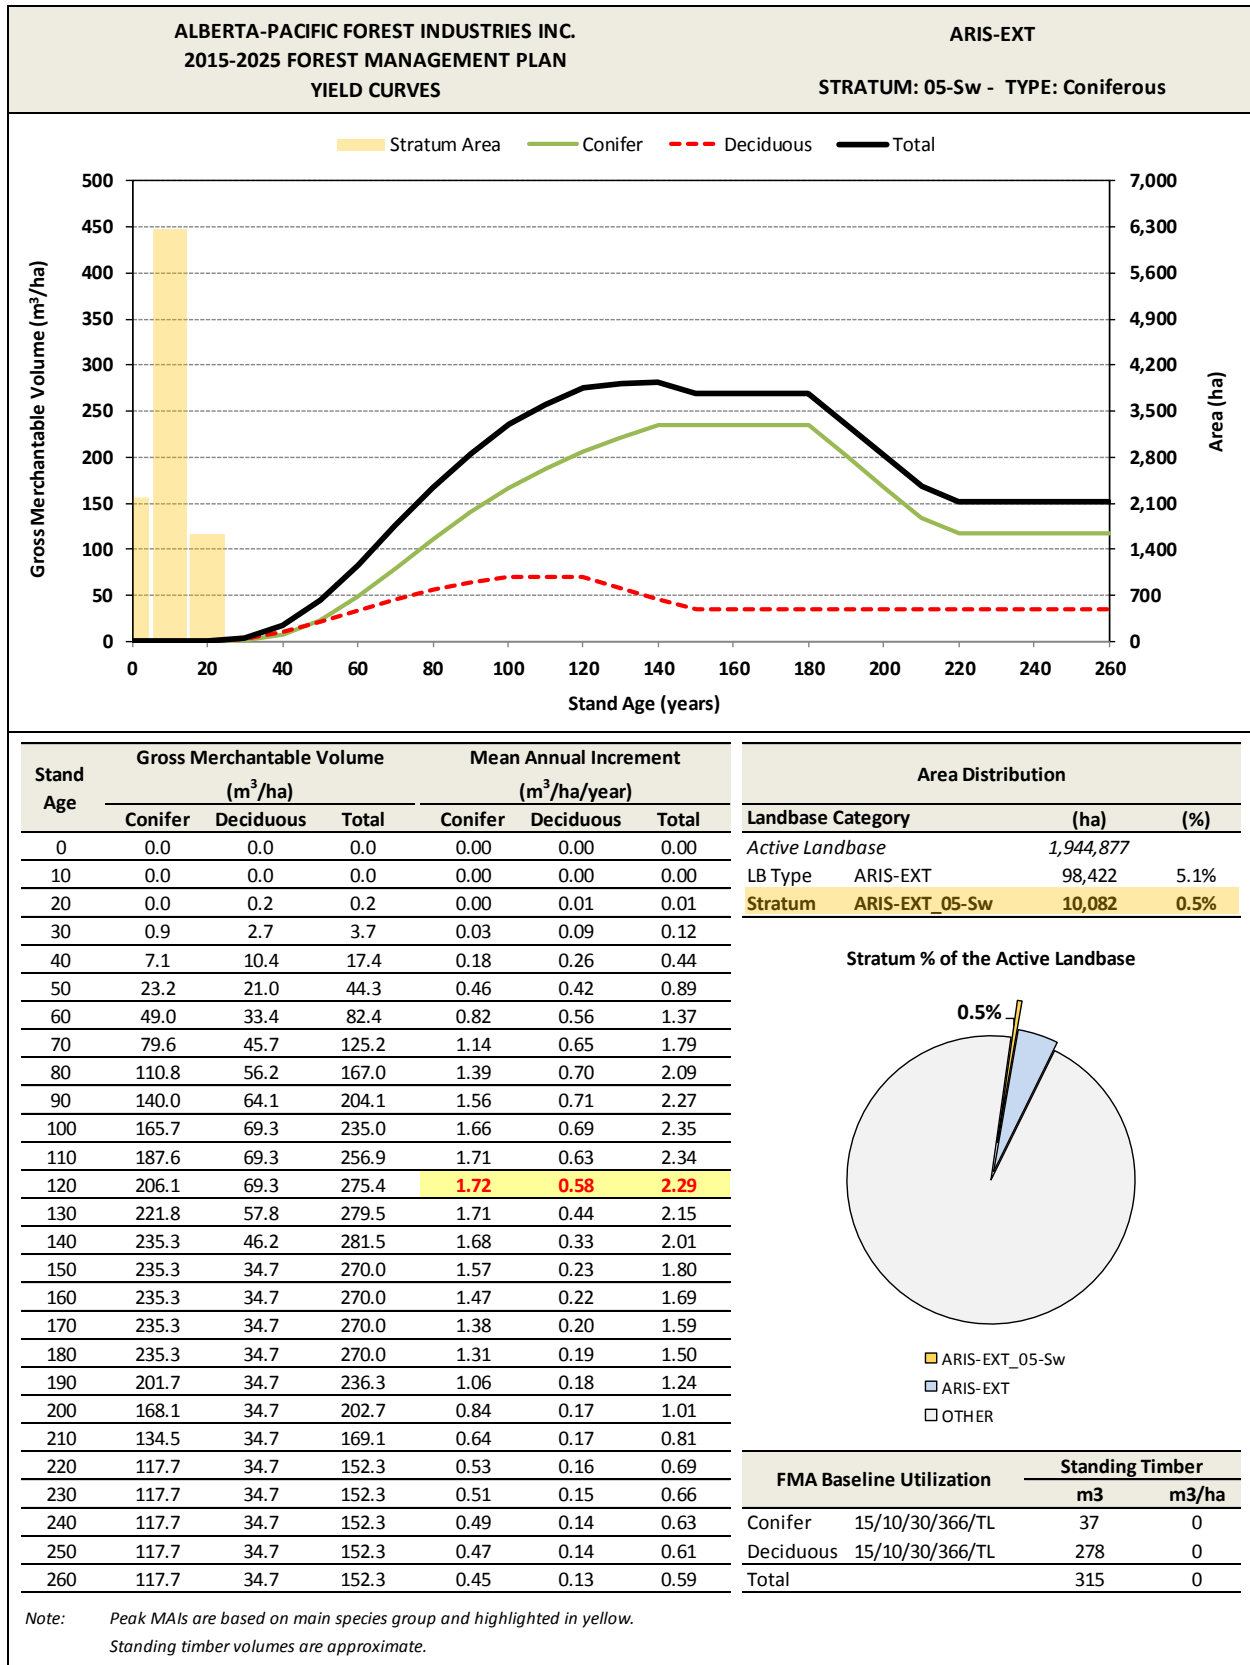 ALBERTA-PACIFIC FOREST INDUSTRIES INC.
2015-2025 FOREST MANAGEMENT PLAN
YIELD CURVES
ARIS-EXT
STRATUM: 05-Sw - TYPE: Coniferous
Stratum Area Conifer Deciduous Total
Gross Merchantable Volume (m³/ha)
500
450
400
350
300
250
200
150
100
50
0
7,000
6,300
5,600
4,900
4,200
3,500
2,800
2,100
1,400
700
0
Area (ha)
0 20 40 60 80 100 120 140 160 180 200 220 240 260
Stand Age (years)
Stand Age Gross Merchantable Volume (m³/ha) Mean Annual Increment (m³/ha/year)
Conifer Deciduous Total Conifer Deciduous Total
0 0.0 0.0 0.0 0.00 0.00 0.00
10 0.0 0.0 0.0 0.00 0.00 0.00
20 0.0 0.2 0.2 0.00 0.01 0.01
30 0.9 2.7 3.7 0.03 0.09 0.12
40 7.1 10.4 17.4 0.18 0.26 0.44
50 23.2 21.0 44.3 0.46 0.42 0.89
60 49.0 33.4 82.4 0.82 0.56 1.37
70 79.6 45.7 125.2 1.14 0.65 1.79
80 110.8 56.2 167.0 1.39 0.70 2.09
90 140.0 64.1 204.1 1.56 0.71 2.27
100 165.7 69.3 235.0 1.66 0.69 2.35
110 187.6 69.3 256.9 1.71 0.63 2.34
120 206.1 69.3 275.4 1.72 0.58 2.29
130 221.8 57.8 279.5 1.71 0.44 2.15
140 235.3 46.2 281.5 1.68 0.33 2.01
150 235.3 34.7 270.0 1.57 0.23 1.80
160 235.3 34.7 270.0 1.47 0.22 1.69
170 235.3 34.7 270.0 1.38 0.20 1.59
180 235.3 34.7 270.0 1.31 0.19 1.50
190 201.7 34.7 236.3 1.06 0.18 1.24
200 168.1 34.7 202.7 0.84 0.17 1.01
210 134.5 34.7 169.1 0.64 0.17 0.81
220 117.7 34.7 152.3 0.53 0.16 0.69
230 117.7 34.7 152.3 0.51 0.15 0.66
240 117.7 34.7 152.3 0.49 0.14 0.63
250 117.7 34.7 152.3 0.47 0.14 0.61
260 117.7 34.7 152.3 0.45 0.13 0.59
Area Distribution
Landbase Category (ha) (%)
Active Landbase 1,944,877
LB Type ARIS-EXT 98,422 5.1%
Stratum ARIS-EXT_05-Sw 10,082 0.5%
Stratum % of the Active Landbase
0.5%
ARIS-EXT_05-Sw
ARIS-EXT
OTHER
FMA Baseline Utilization Standing Timber
m3 m3/ha
Conifer 15/10/30/366/TL 37 0
Deciduous 15/10/30/366/TL 278 0
Total 315 0
Note: Peak MAIs are based on main species group and highlighted in yellow.
Standing timber volumes are approximate.